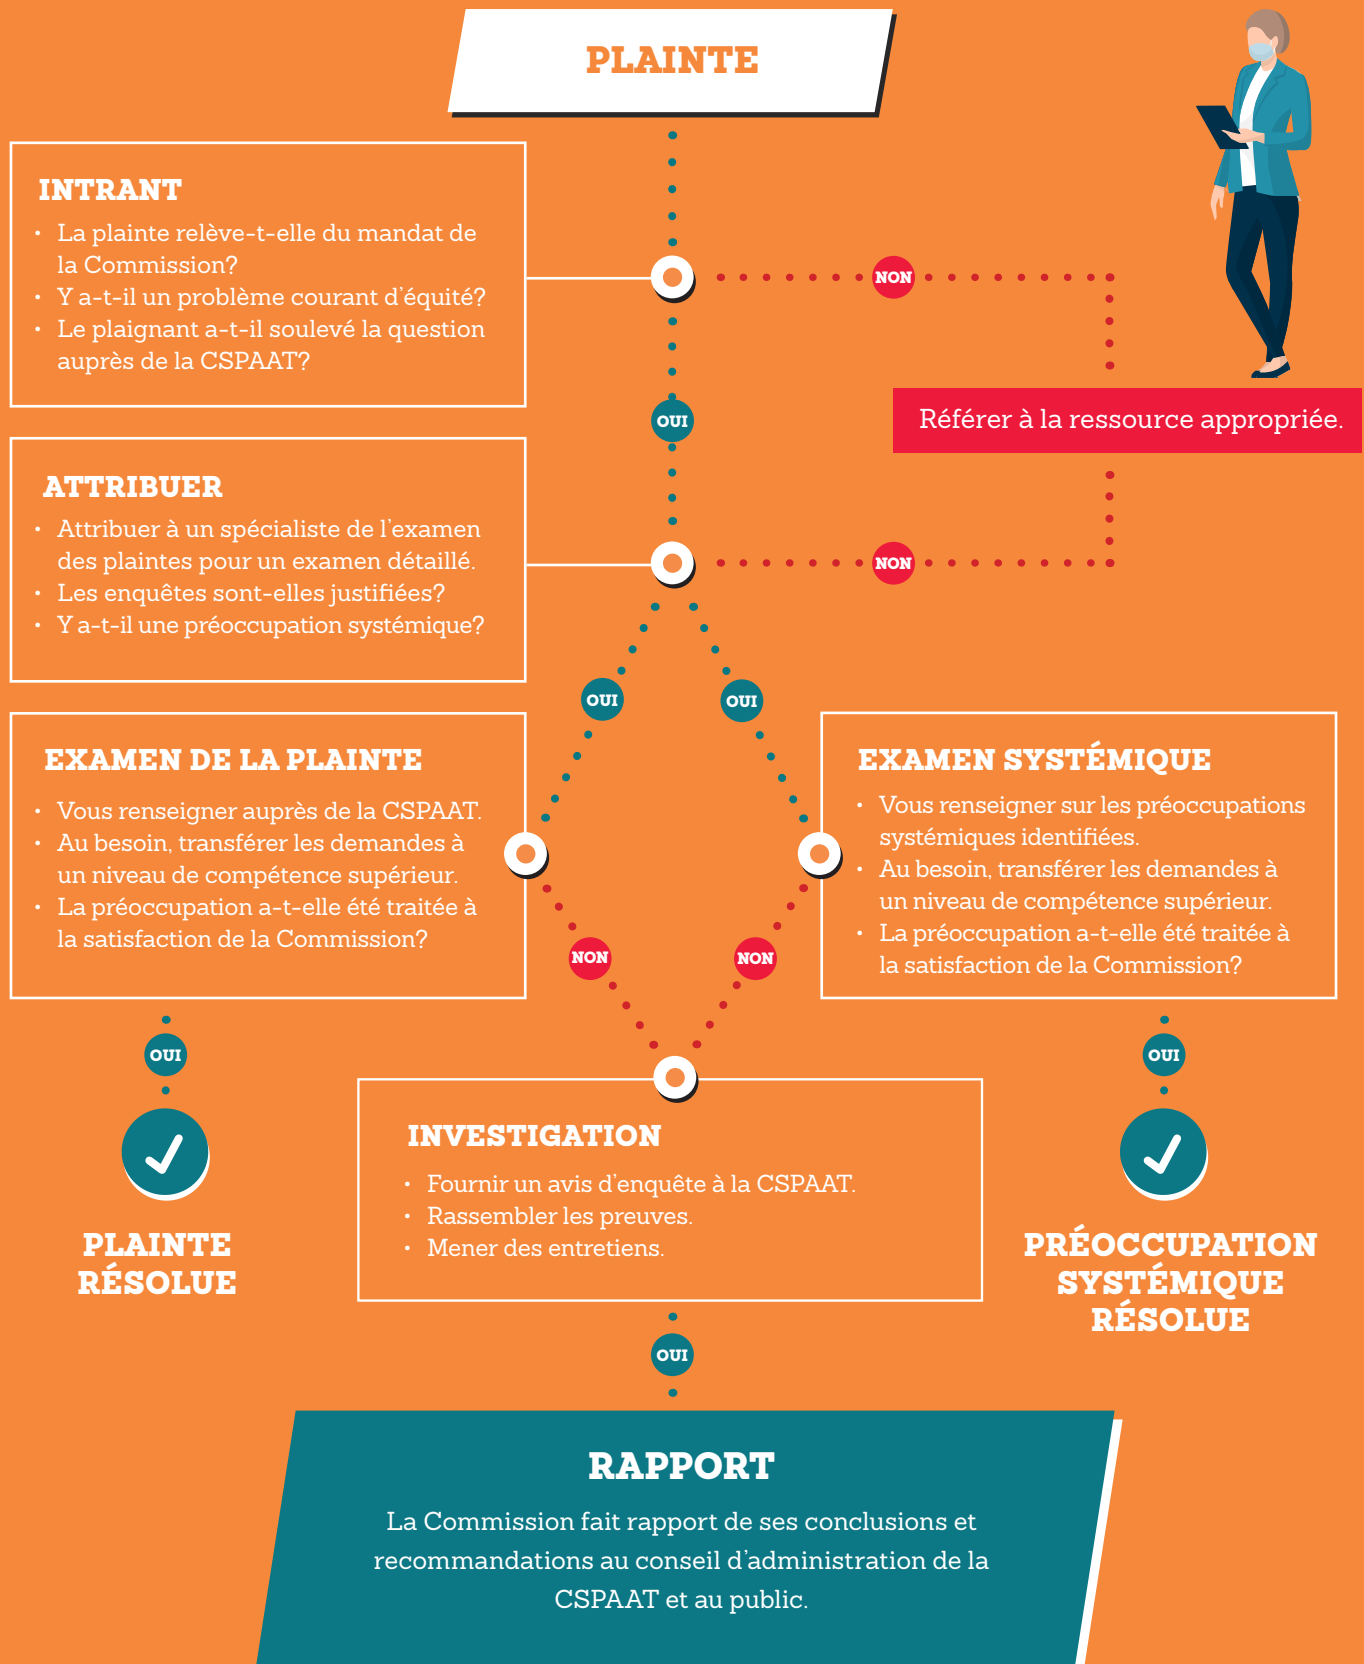 PLAINTE
INTRANT
• La plainte relève-t-elle du mandat de
la Commission?
• Y a-t-il un problème courant d’équité?
• Le plaignant a-t-il soulevé la question
auprès de la CSPAAT?
NON
OUI
Référer à la ressource appropriée.
ATTRIBUER
• Attribuer à un spécialiste de l’examen
des plaintes pour un examen détaillé.
• Les enquêtes sont-elles justifiées?
• Y a-t-il une préoccupation systémique?
NON
OUI
OUI
EXAMEN DE LA PLAINTE
• Vous renseigner auprès de la CSPAAT.
• Au besoin, transférer les demandes à
un niveau de compétence supérieur.
• La préoccupation a-t-elle été traitée à
la satisfaction de la Commission?
EXAMEN SYSTÉMIQUE
• Vous renseigner sur les préoccupations
systémiques identifiées.
• Au besoin, transférer les demandes à
un niveau de compétence supérieur.
• La préoccupation a-t-elle été traitée à
la satisfaction de la Commission?
NON
NON
OUI
OUI
PLAINTE
RÉSOLUE
INVESTIGATION
• Fournir un avis d’enquête à la CSPAAT.
• Rassembler les preuves.
• Mener des entretiens.
PRÉOCCUPATION
SYSTÉMIQUE
RÉSOLUE
OUI
RAPPORT
La Commission fait rapport de ses conclusions et
recommandations au conseil d’administration de la
CSPAAT et au public.